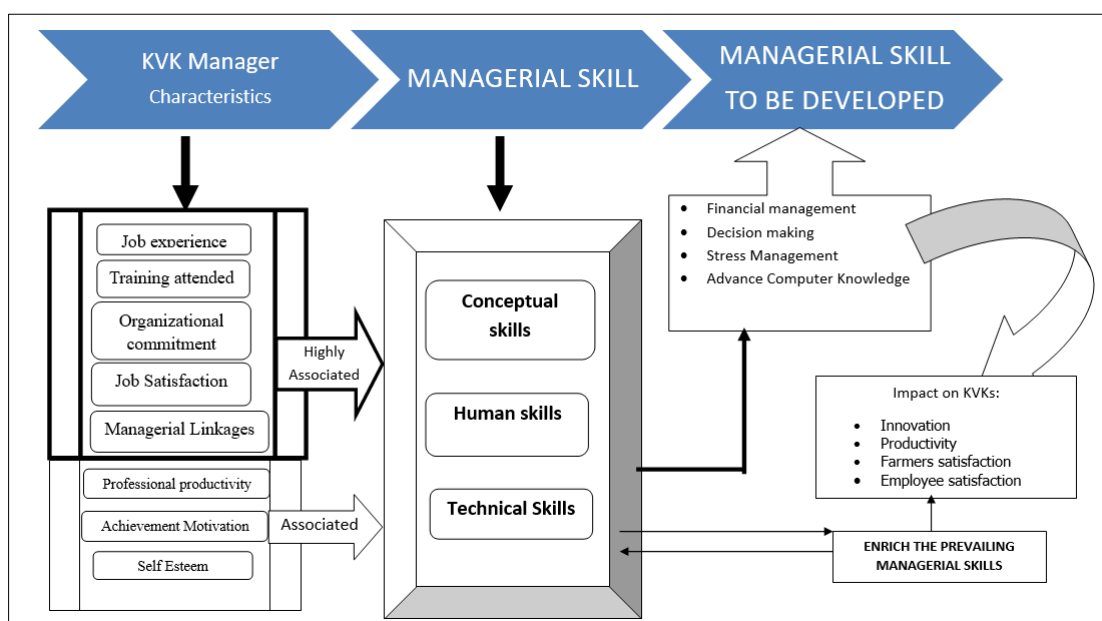 KVK Manager
Characteristics
MANAGERIAL SKILL
MANAGERIAL SKILL
TO BE DEVELOPED
Job experience
Training attended
Organizational
commitment
Job Satisfaction
Managerial Linkages
Professional productivity
Achievement Motivation
Self Esteem
Highly
Associated
Associated
Conceptual
skills
Human skills
Technical Skills
• Financial management
• Decision making
• Stress Management
• Advance Computer Knowledge
Impact on KVKs:
• Innovation
• Productivity
• Farmers satisfaction
• Employee satisfaction
ENRICH THE PREVAILING
MANAGERIAL SKILLS